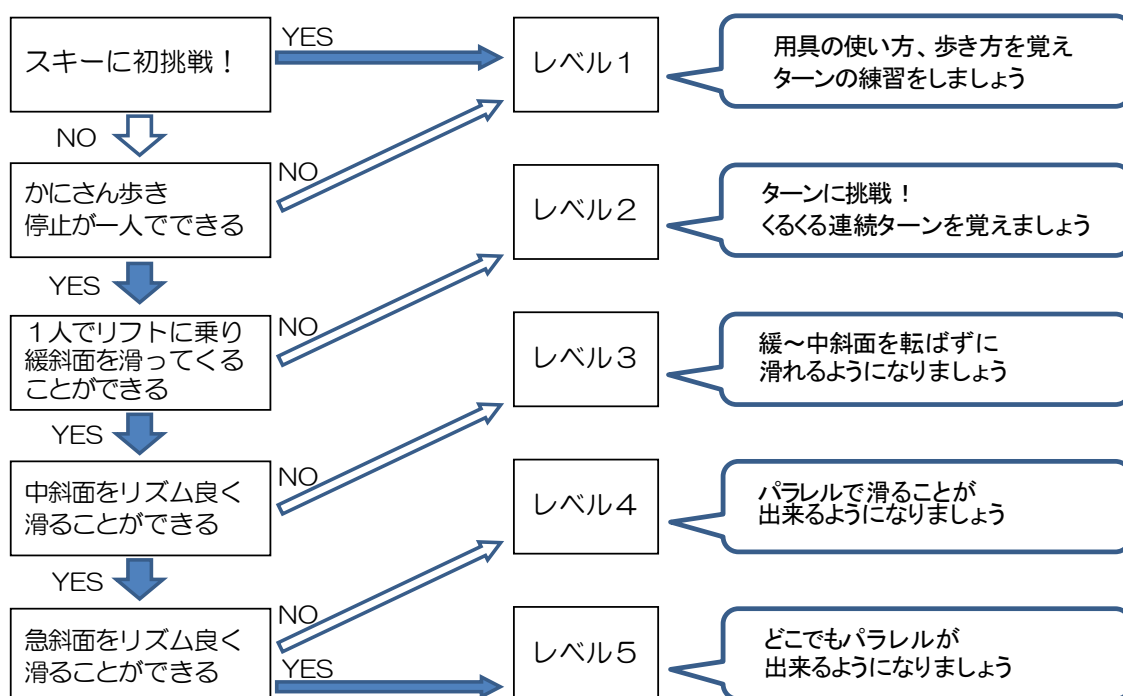 スキーに初挑戦！
YES
レベル１
用具の使い方、歩き方を覚え
ターンの練習をしましょう
NO
かにさん歩き
停止が一人でできる
NO
レベル２
ターンに挑戦！
くるくる連続ターンを覚えましょう
YES
１人でリフトに乗り
緩斜面を滑ってくる
ことができる
NO
レベル３
緩～中斜面を転ばずに
滑れるようになりましょう
YES
中斜面をリズム良く
滑ることができる
NO
レベル４
パラレルで滑ることが
出来るようになりましょう
YES
急斜面をリズム良く
滑ることができる
NO
YES
レベル５
どこでもパラレルが
出来るようになりましょう